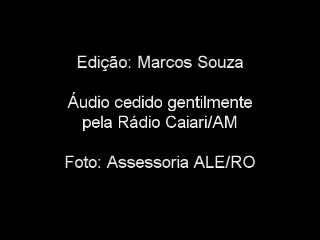 Edição: Marcos Souza
Áudio cedido gentilmente
pela Rádio Caiari/AM
Foto: Assessoria ALE/RO